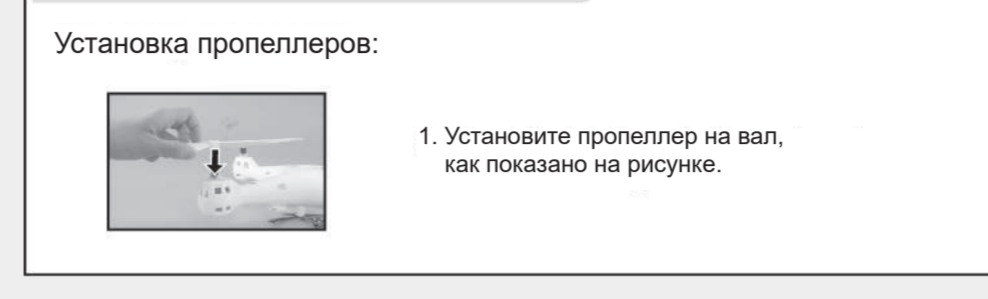 Установка пропеллеров:
1. Установите пропеллер на вал,
как показано на рисунке.